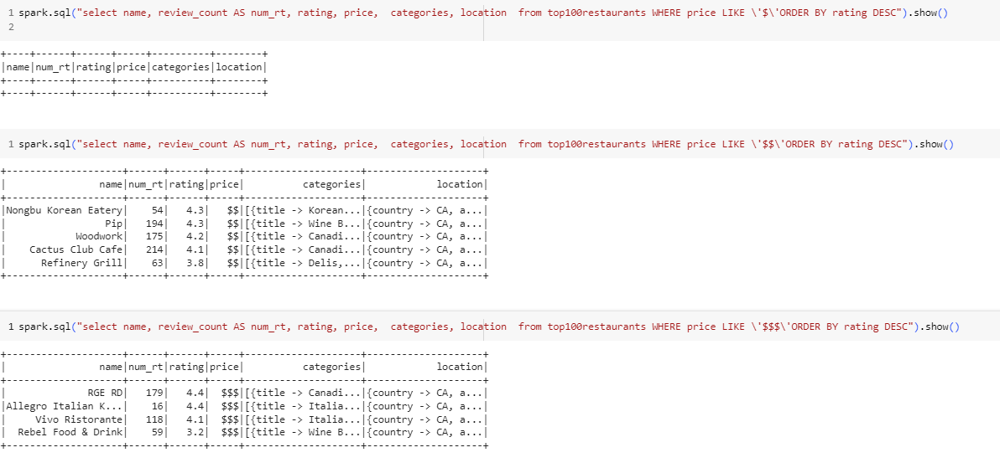 1 spark.sql("select name, review_count AS num_rt, rating, price,  categories, location  from top100restaurants WHERE price LIKE \'$\'ORDER BY rating DESC").show()
2
+----+------+------+-----+----------+--------+
|name|num_rt|rating|price|categories|location|
+----+------+------+-----+----------+--------+
+----+------+------+-----+----------+--------+
1 spark.sql("select name, review_count AS num_rt, rating, price,  categories, location  from top100restaurants WHERE price LIKE \'$$\'ORDER BY rating DESC").show()
+--------------------+------+------+-----+--------------------+--------------------+
|                name|num_rt|rating|price|          categories|            location|
+--------------------+------+------+-----+--------------------+--------------------+
|Nongbu Korean Eatery|    54|   4.3|   $$|[{title -> Korean...|{country -> CA, a...|
|                 Pip|   194|   4.3|   $$|[{title -> Wine B...|{country -> CA, a...|
|            Woodwork|   175|   4.2|   $$|[{title -> Canadi...|{country -> CA, a...|
|    Cactus Club Cafe|   214|   4.1|   $$|[{title -> Canadi...|{country -> CA, a...|
|      Refinery Grill|    63|   3.8|   $$|[{title -> Delis,...|{country -> CA, a...|
+--------------------+------+------+-----+--------------------+--------------------+
1 spark.sql("select name, review_count AS num_rt, rating, price,  categories, location  from top100restaurants WHERE price LIKE \'$$$\'ORDER BY rating DESC").show()
+--------------------+------+------+-----+--------------------+--------------------+
|                name|num_rt|rating|price|          categories|            location|
+--------------------+------+------+-----+--------------------+--------------------+
|              RGE RD|   179|   4.4|  $$$|[{title -> Canadi...|{country -> CA, a...|
|Allegro Italian K...|    16|   4.4|  $$$|[{title -> Italia...|{country -> CA, a...|
|     Vivo Ristorante|   118|   4.1|  $$$|[{title -> Italia...|{country -> CA, a...|
|  Rebel Food & Drink|    59|   3.2|  $$$|[{title -> Wine B...|{country -> CA, a...|
+--------------------+------+------+-----+--------------------+--------------------+